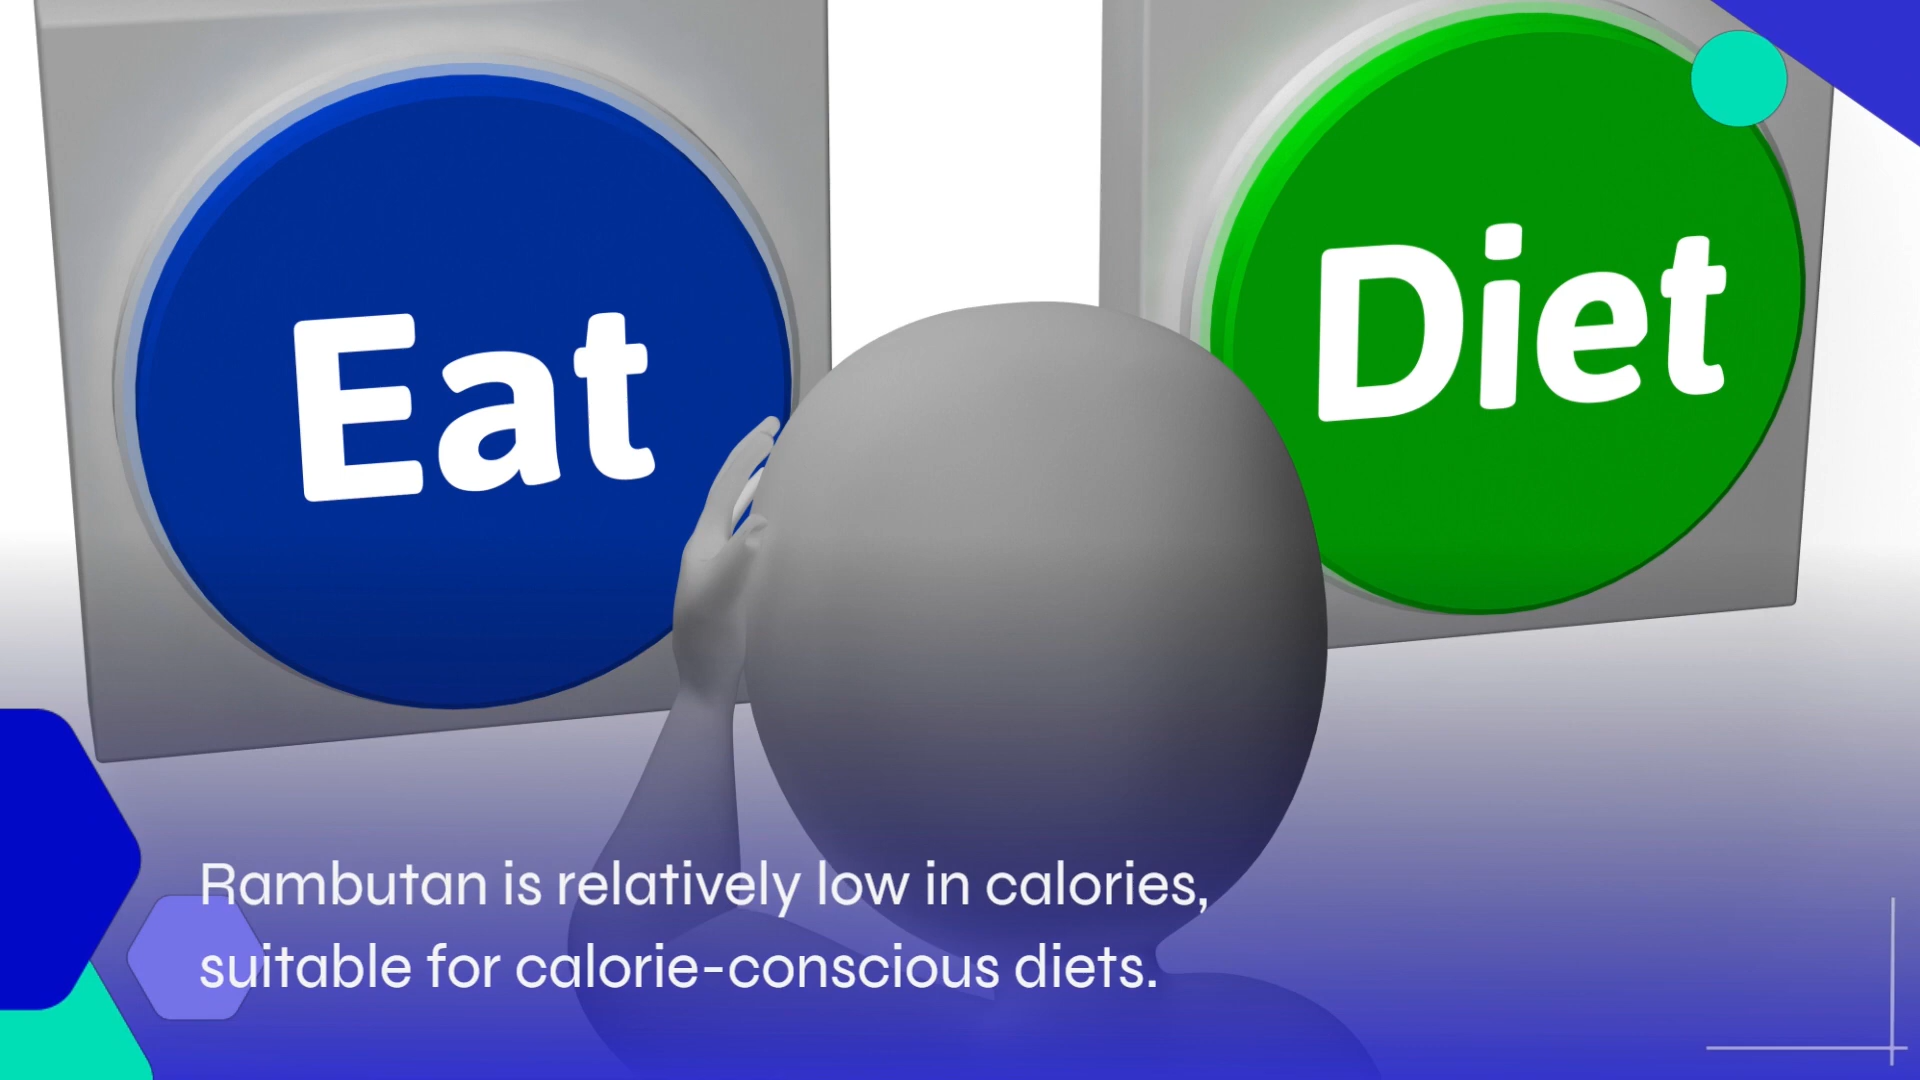 Eat
Diet
Rambutan is relatively low in calories,
suitable for calorie-conscious diets.